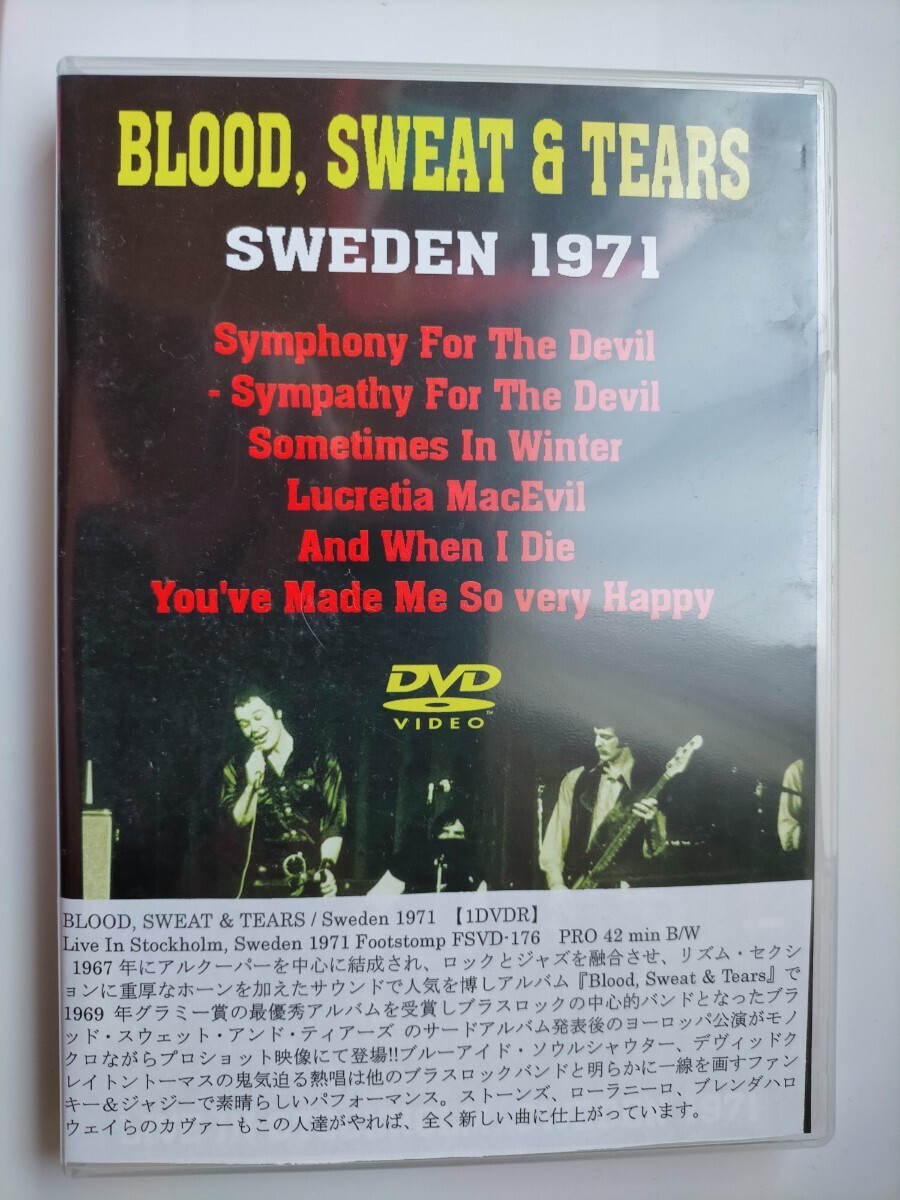 BLOOD, SWEAT & TEARS
SWEDEN 1971
Symphony For The Devil
- Sympathy For The Devil
Sometimes In Winter
Lucretia MacEvil
And When I Die
You've Made Me So very Happy
DVD
VIDEO
BLOOD, SWEAT & TEARS / Sweden 1971 【1DVDR】
Live In Stockholm, Sweden 1971 Footstomp FSVD-176 PRO 42 min B/W
1967 年にアルクーパーを中心に結成され、ロックとジャズを融合させ、リズム・セクシ
ョンに重厚なホーンを加えたサウンドで人気を博しアルバム『Blood, Sweat & Tears』で
1969 年グラミー賞の最優秀アルバムを受賞しブラスロックの中心的バンドとなったブラ
ッド・スウェット・アンド・ティアーズ のサードアルバム発表後のヨーロッパ公演がモノ
クロながらプロショット映像にて登場!!ブルーアイド・ソウルシャウター、デヴィッドク
レイトントーマスの鬼気迫る熱唱は他のブラスロックバンドと明らかに一線を画すファン
キー＆ジャジーで素晴らしいパフォーマンス。ストーンズ、ローラニーロ、ブレンダハロ
ウェイらのカヴァーもこの人達がやれば、全く新しい曲に仕上がっています。